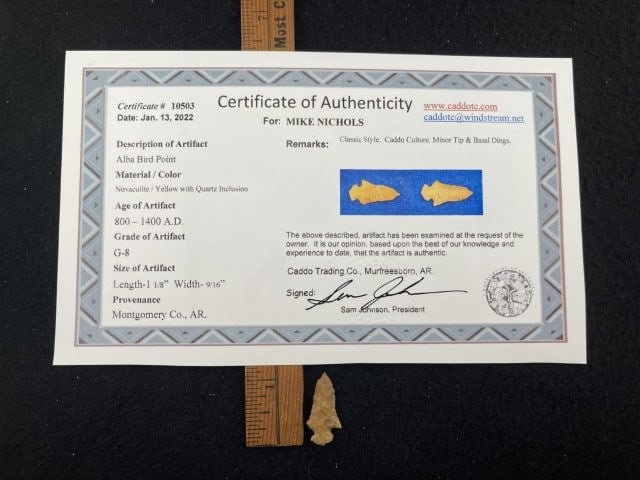 7
Most C
Certificate # 10503
Date: Jan. 13, 2022
Certificate of Authenticity
www.caddotc.com
caddotc@windstream.net
For: MIKE NICHOLS
Description of Artifact
Alba Bird Point
Material / Color
Novaculite / Yellow with Quartz Inclusion
Age of Artifact
800 – 1400 A.D.
Grade of Artifact
G-8
Size of Artifact
Length-1 1/8” Width- 9/16”
Provenance
Montgomery Co., AR.
Remarks: Classic Style. Caddo Culture. Minor Tip & Basal Dings.
The above described, artifact has been examined at the request of the
owner. It is our opinion, based upon the best of our knowledge and
experience to date, that the artifact is authentic.
Caddo Trading Co., Murfreesboro, AR.
Signed: Sam Johnson
Sam Johnson, President
1